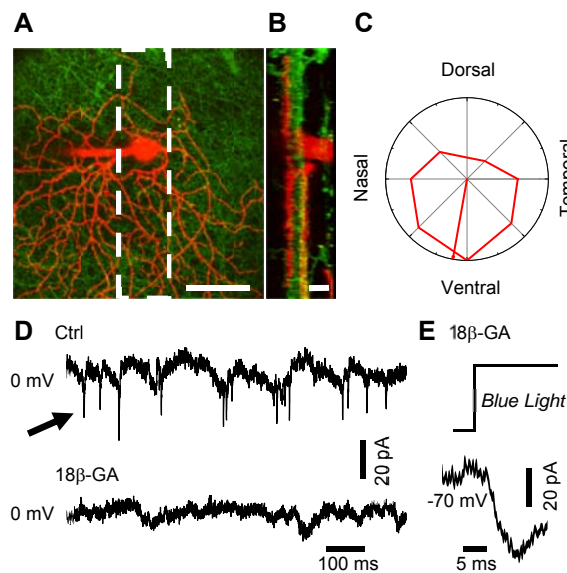 A
B
C
Dorsal
Nasal
Temporal
Ventral
D
Ctrl
0 mV
20 pA
18β-GA
0 mV
100 ms
E
18β-GA
Blue Light
-70 mV
20 pA
5 ms